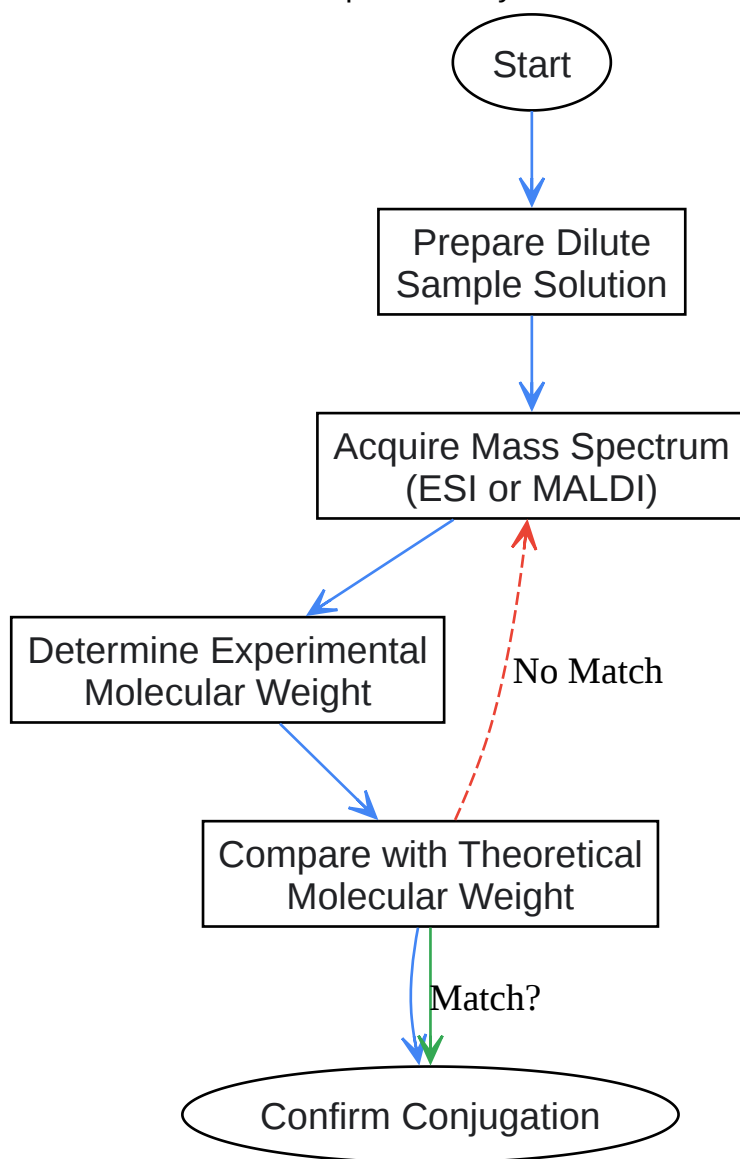 Start
Prepare Dilute
Sample Solution
Acquire Mass Spectrum
(ESI or MALDI)
Determine Experimental
Molecular Weight
No Match
Compare with Theoretical
Molecular Weight
Match?
Confirm Conjugation